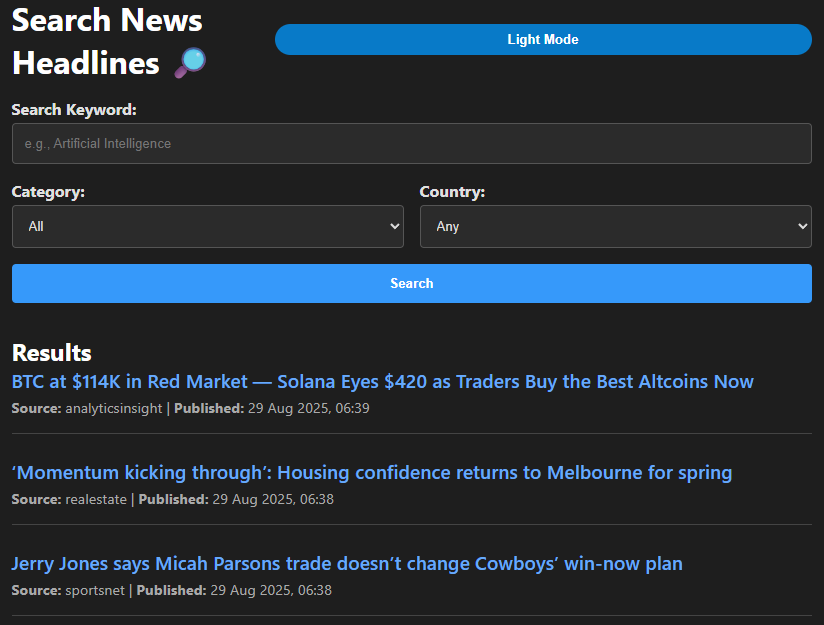 Search News
Headlines 🔎
Light Mode
Search Keyword:
e.g., Artificial Intelligence
Category:
Country:
All
Any
Search
Results
BTC at $114K in Red Market — Solana Eyes $420 as Traders Buy the Best Altcoins Now
Source: analyticsinsight | Published: 29 Aug 2025, 06:39
‘Momentum kicking through’: Housing confidence returns to Melbourne for spring
Source: realestate | Published: 29 Aug 2025, 06:38
Jerry Jones says Micah Parsons trade doesn’t change Cowboys’ win-now plan
Source: sportsnet | Published: 29 Aug 2025, 06:38